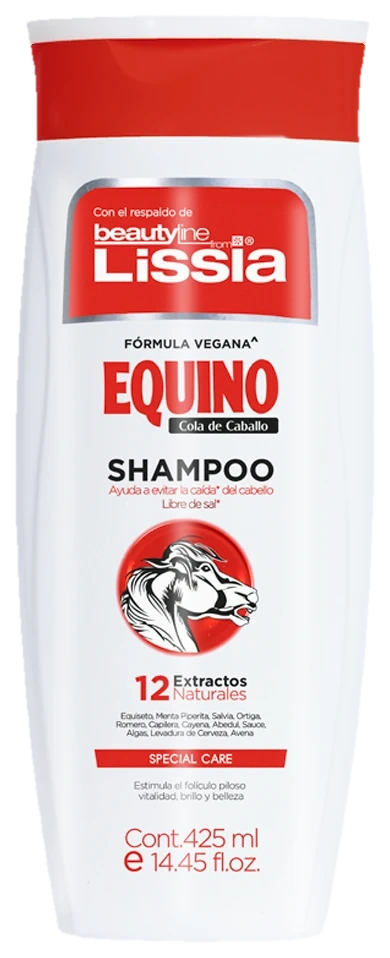 Con el respaldo de
beautyline
from ®
Lissia
FÓRMULA VEGANA^
EQUINO
Cola de Caballo
SHAMPOO
Ayuda a evitar la caída* del cabello
Libre de sal*
12 Extractos
Naturales
Equiseto, Menta Piperita, Salvia, Ortiga,
Romero, Capilera, Cayena, Abedul, Sauce,
Algas, Levadura de Cerveza, Avena
SPECIAL CARE
Estimula el folículo piloso
vitalidad, brillo y belleza
Cont.425 ml
e 14.45 fl.oz.